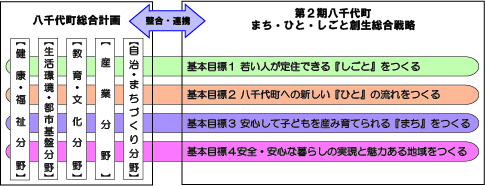 八千代町総合計画
整合・連携
第2期八千代町
まち・ひと・しごと創生総合戦略
【健康・福祉分野】
【生活環境・都市基盤分野】
【教育・文化分野】
【産業分野】
【自治・まちづくり分野】
基本目標1 若い人が定住できる『しごと』をつくる
基本目標2 八千代町への新しい『ひと』の流れをつくる
基本目標3 安心して子どもを産み育てられる『まち』をつくる
基本目標4安全・安心な暮らしの実現と魅力ある地域をつくる